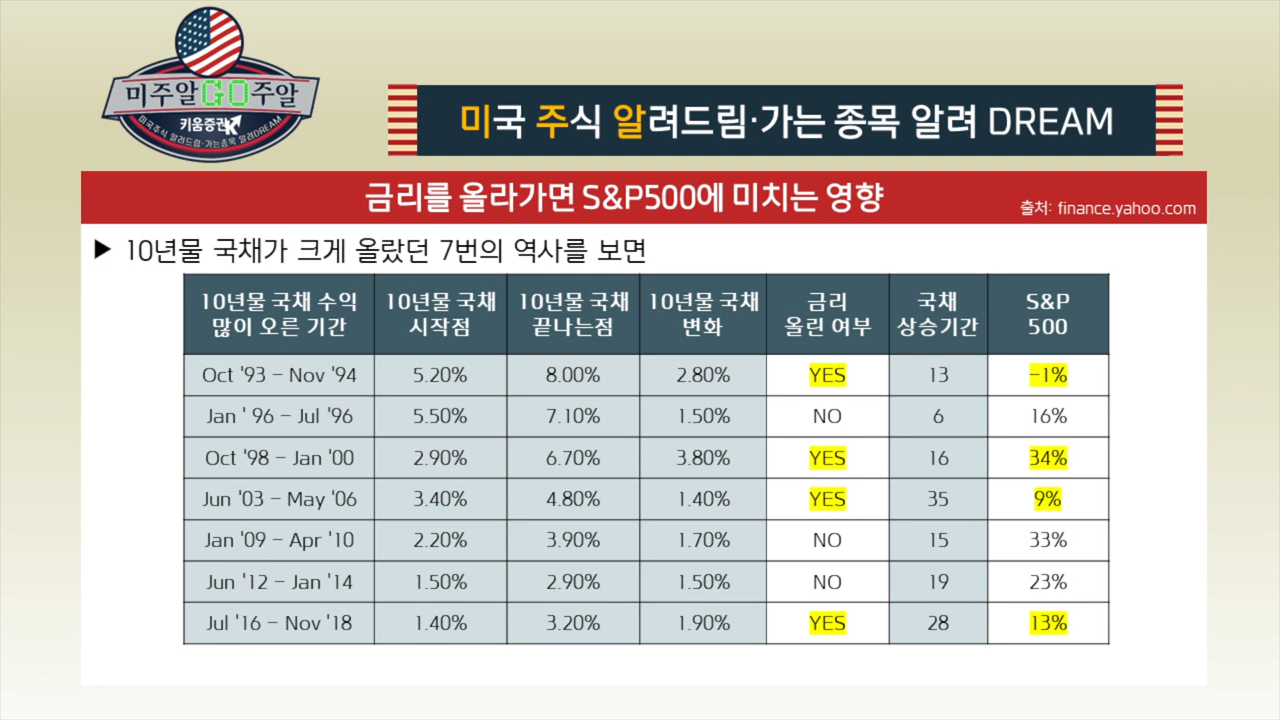 미주알GO주알
키움증권
미국주식 알려드림·가는종목 알려DREAM
미국 주식 알려드림·가는 종목 알려 DREAM
금리를 올라가면 S&P500에 미치는 영향
출처: finance.yahoo.com
▶ 10년물 국채가 크게 올랐던 7번의 역사를 보면
10년물 국채 수익 많이 오른 기간 10년물 국채 시작점 10년물 국채 끝나는점 10년물 국채 변화 금리 올린 여부 국채 상승기간 S&P 500
Oct '93 – Nov '94 5.20% 8.00% 2.80% YES 13 -1%
Jan ' 96 – Jul '96 5.50% 7.10% 1.50% NO 6 16%
Oct '98 – Jan '00 2.90% 6.70% 3.80% YES 16 34%
Jun '03 – May '06 3.40% 4.80% 1.40% YES 35 9%
Jan '09 – Apr '10 2.20% 3.90% 1.70% NO 15 33%
Jun '12 – Jan '14 1.50% 2.90% 1.50% NO 19 23%
Jul '16 – Nov '18 1.40% 3.20% 1.90% YES 28 13%